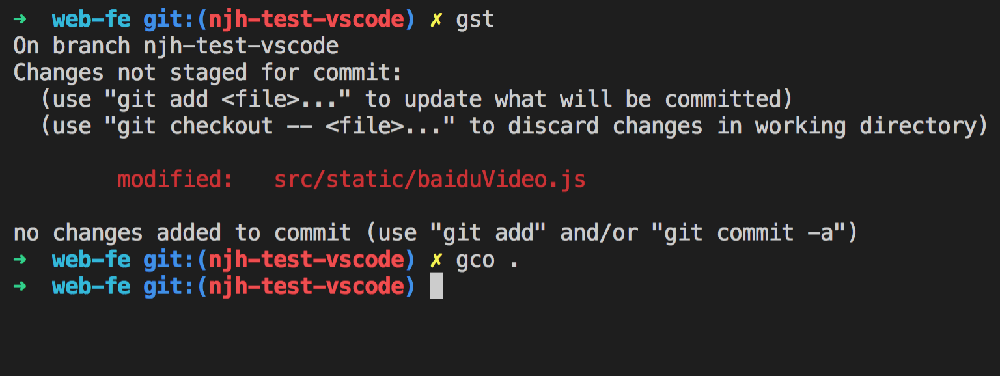 ➜  web-fe git:(njh-test-vscode) ✗ gst
On branch njh-test-vscode
Changes not staged for commit:
  (use "git add <file>..." to update what will be committed)
  (use "git checkout -- <file>..." to discard changes in working directory)
        modified:   src/static/baiduVideo.js
no changes added to commit (use "git add" and/or "git commit -a")
➜  web-fe git:(njh-test-vscode) ✗ gco .
➜  web-fe git:(njh-test-vscode)